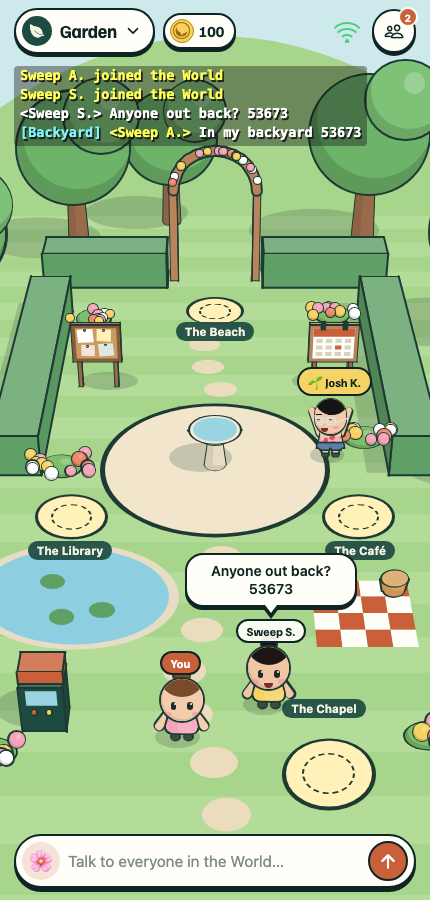 Garden
100
2
Sweep A. joined the World
Sweep S. joined the World
<Sweep S.> Anyone out back? 53673
[Backyard] <Sweep A.> In my backyard 53673
The Beach
Josh K.
The Library
The Café
Anyone out back?
53673
Sweep S.
You
The Chapel
Talk to everyone in the World...